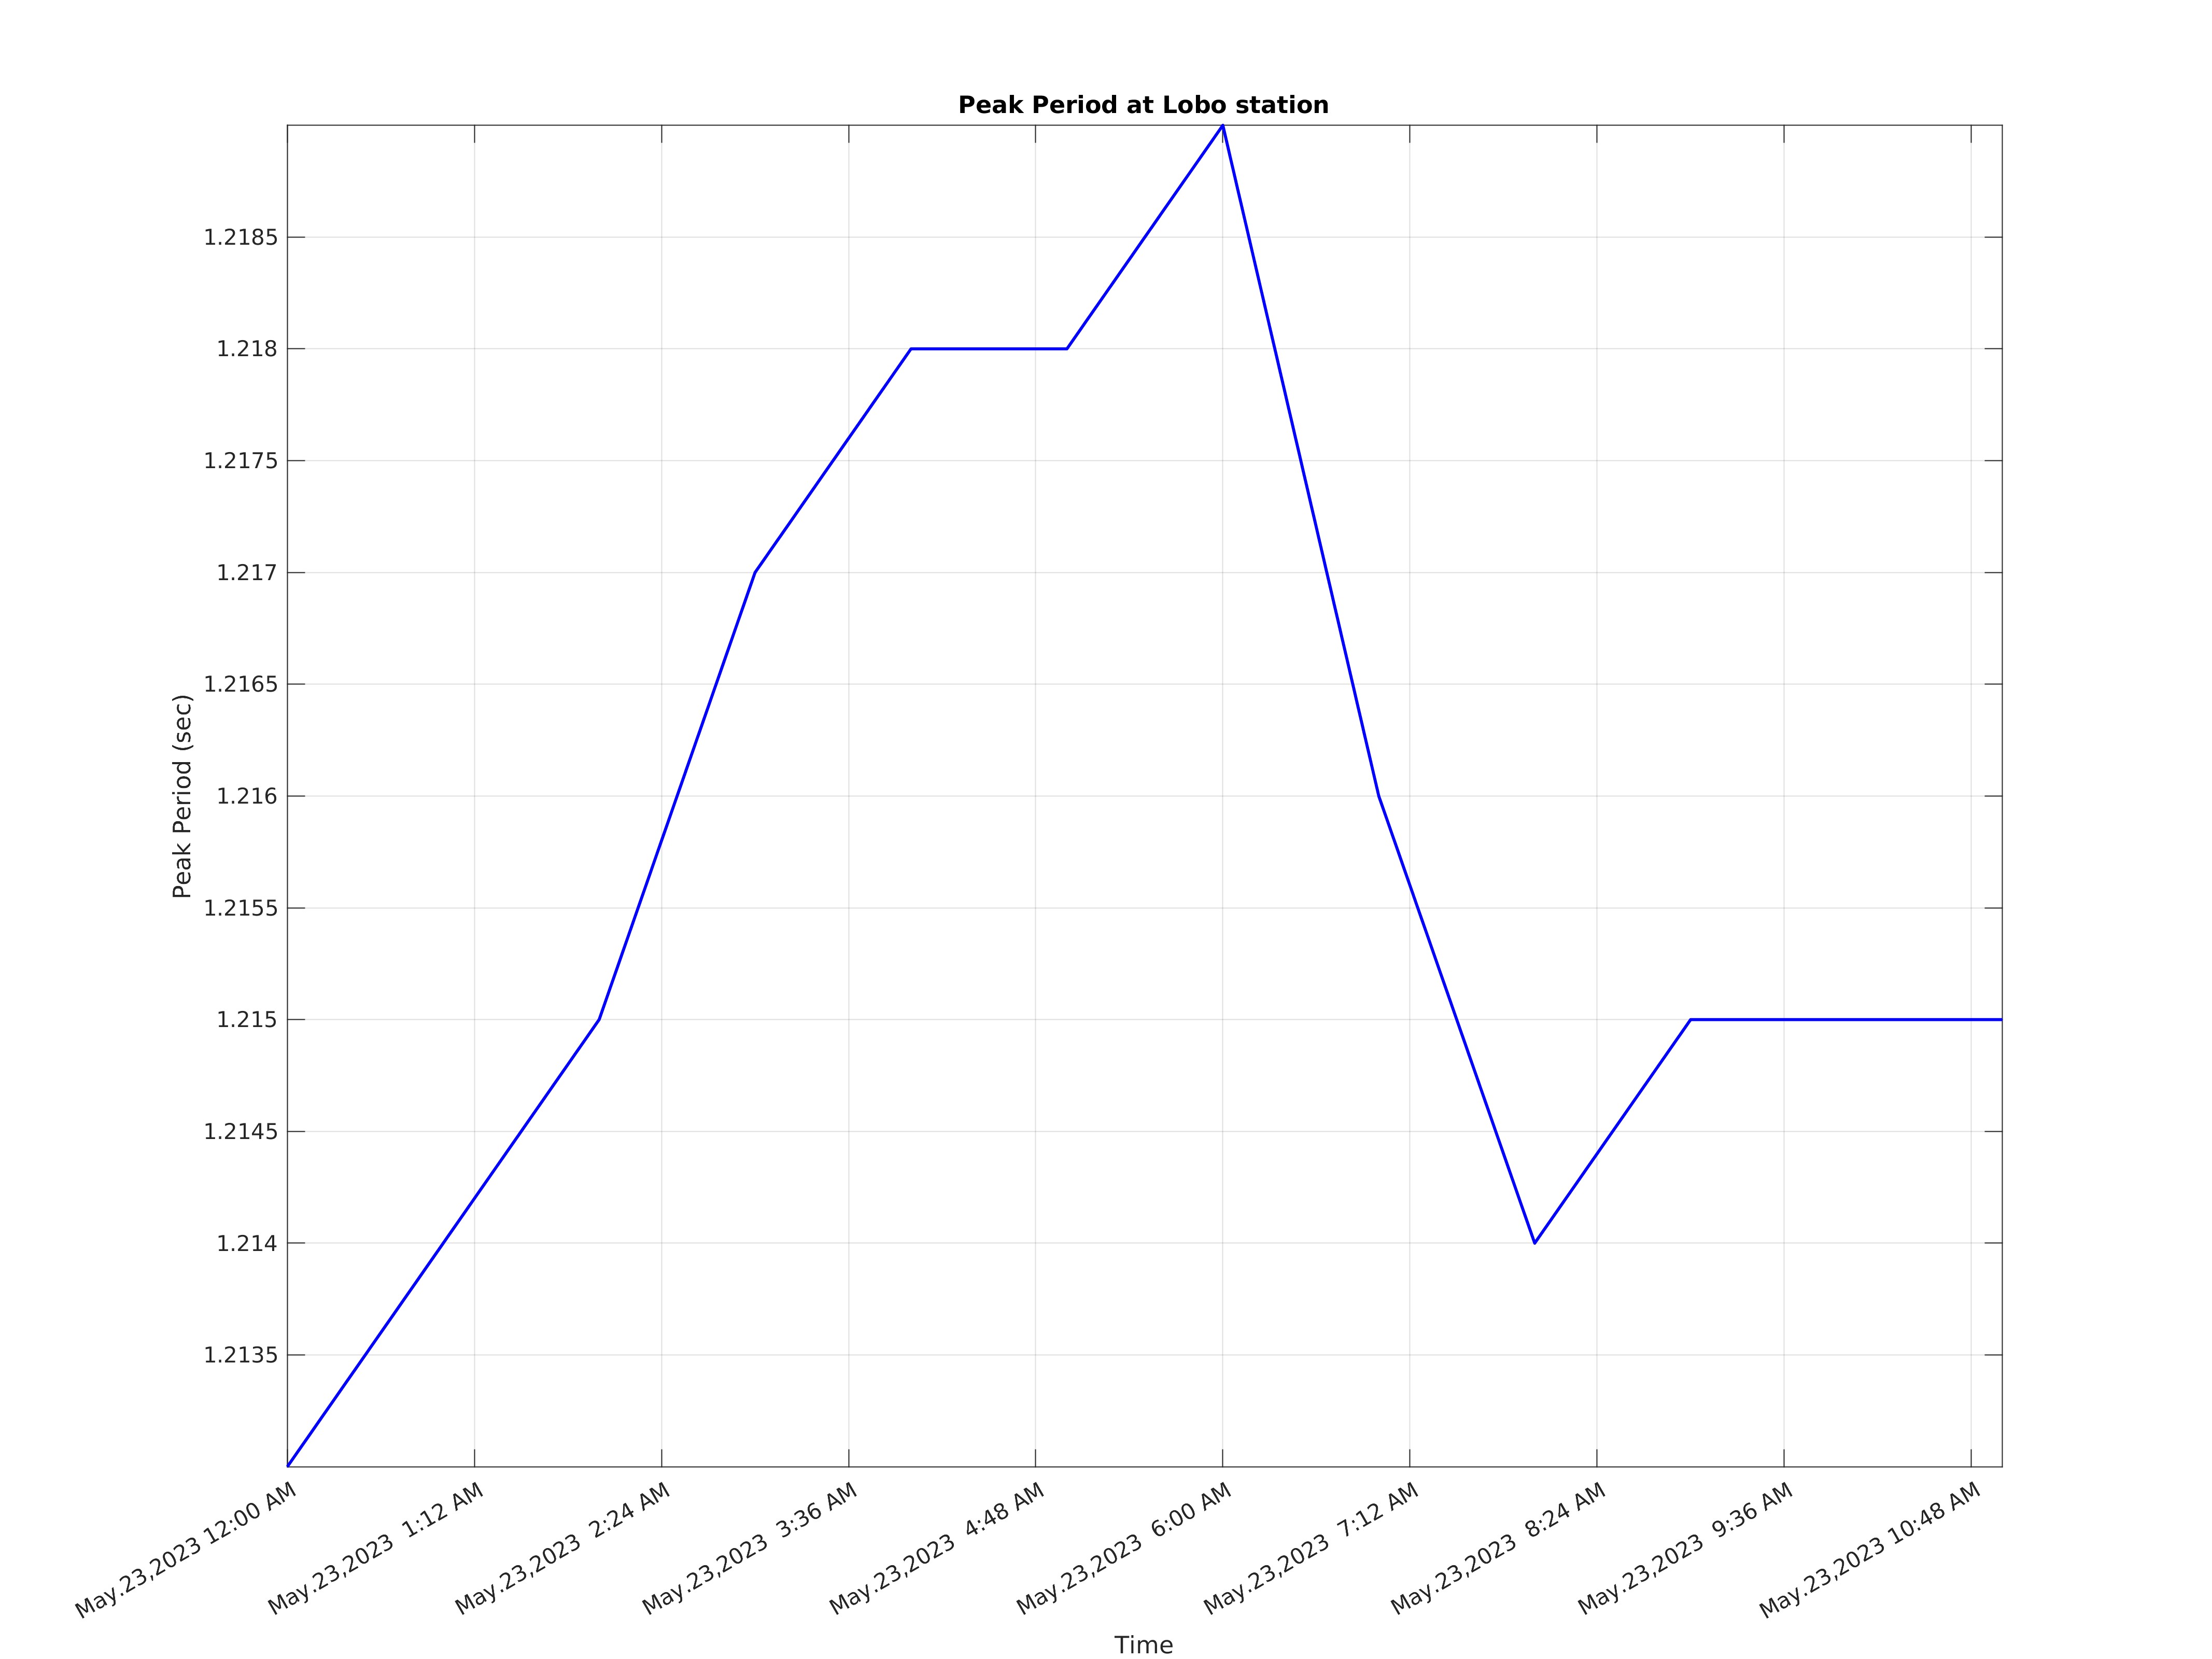 Peak Period at Lobo station
1.2185
1.218
1.2175
1.217
1.2165
1.216
1.2155
1.215
1.2145
1.214
1.2135
Peak Period (sec)
May.23,2023 12:00 AM
May.23,2023  1:12 AM
May.23,2023  2:24 AM
May.23,2023  3:36 AM
May.23,2023  4:48 AM
May.23,2023  6:00 AM
May.23,2023  7:12 AM
May.23,2023  8:24 AM
May.23,2023  9:36 AM
May.23,2023 10:48 AM
Time